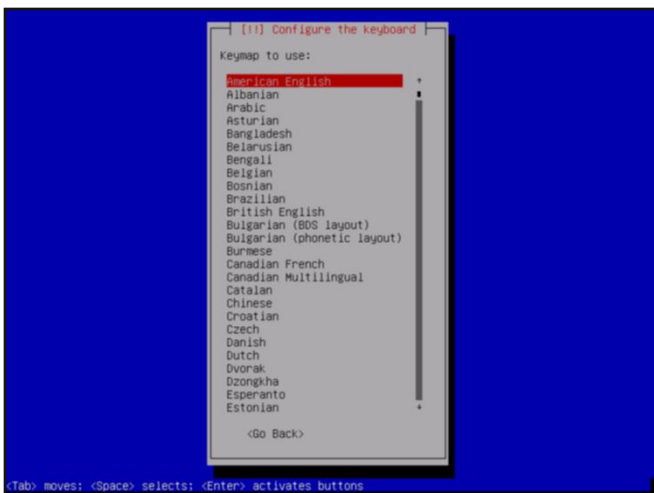 [!!] Configure the keyboard
Keymap to use:
American English
Albanian
Arabic
Asturian
Bangladesh
Belarusian
Bengali
Belgian
Bosnian
Brazilian
British English
Bulgarian (BDS layout)
Bulgarian (phonetic layout)
Burmese
Canadian French
Canadian Multilingual
Catalan
Chinese
Croatian
Czech
Danish
Dutch
Dvorak
Dzongkha
Esperanto
Estonian
<Go Back>
<Tab> moves; <Space> selects; <Enter> activates buttons